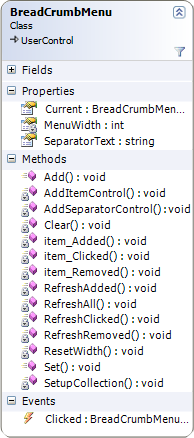 BreadCrumbMenu
Class
UserControl
Fields
Properties
Current : BreadCrumbMen...
MenuWidth : int
SeparatorText : string
Methods
Add() : void
AddItemControl() : void
AddSeparatorControl() : void
Clear() : void
item_Added() : void
item_Clicked() : void
item_Removed() : void
RefreshAdded() : void
RefreshAll() : void
RefreshClicked() : void
RefreshRemoved() : void
ResetWidth() : void
Set() : void
SetupCollection() : void
Events
Clicked : BreadCrumbMenu...